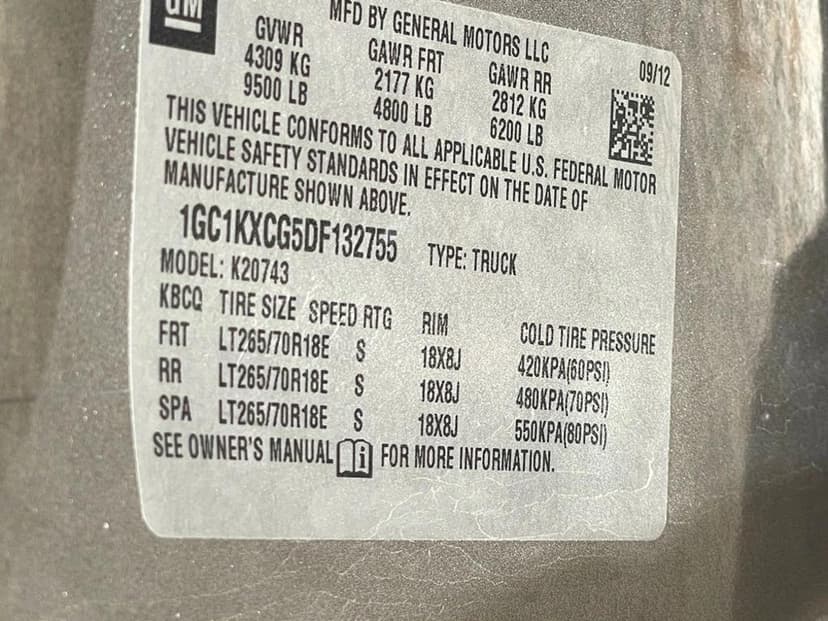 GM
MFD BY GENERAL MOTORS LLC
GVWR GAWR FRT GAWR RR 09/12
4309 KG 2177 KG 2812 KG
9500 LB 4800 LB 6200 LB
THIS VEHICLE CONFORMS TO ALL APPLICABLE U.S. FEDERAL MOTOR
VEHICLE SAFETY STANDARDS IN EFFECT ON THE DATE OF
MANUFACTURE SHOWN ABOVE.
1GC1KXCG5DF132755 TYPE: TRUCK
MODEL: K20743
KBCQ TIRE SIZE SPEED RTG RIM COLD TIRE PRESSURE
FRT LT265/70R18E S 18X8J 420KPA(60PSI)
RR LT265/70R18E S 18X8J 480KPA(70PSI)
SPA LT265/70R18E S 18X8J 550KPA(80PSI)
SEE OWNER'S MANUAL i FOR MORE INFORMATION.